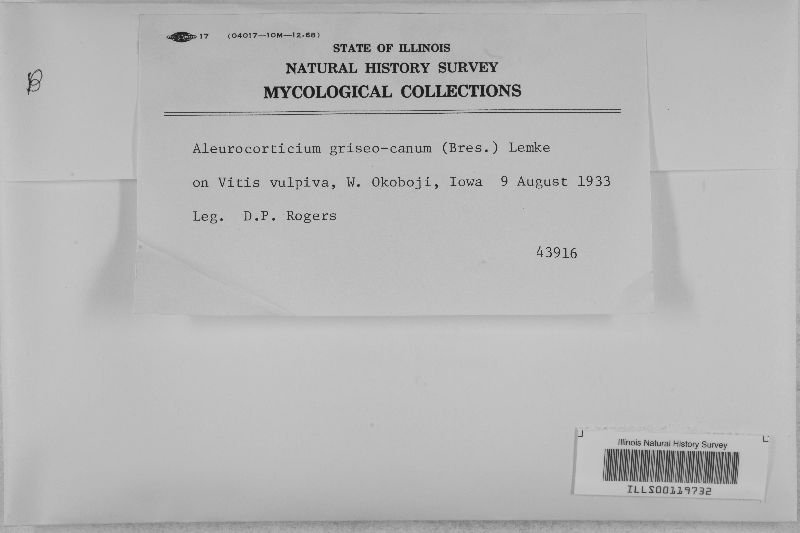 17 (04017—10M—12-68)
STATE OF ILLINOIS
NATURAL HISTORY SURVEY
MYCOLOGICAL COLLECTIONS
Aleurocorticium griseo-canum (Bres.) Lemke
on Vitis vulpiva, W. Okoboji, Iowa 9 August 1933
Leg. D.P. Rogers
43916
Illinois Natural History Survey
ILLS00119732